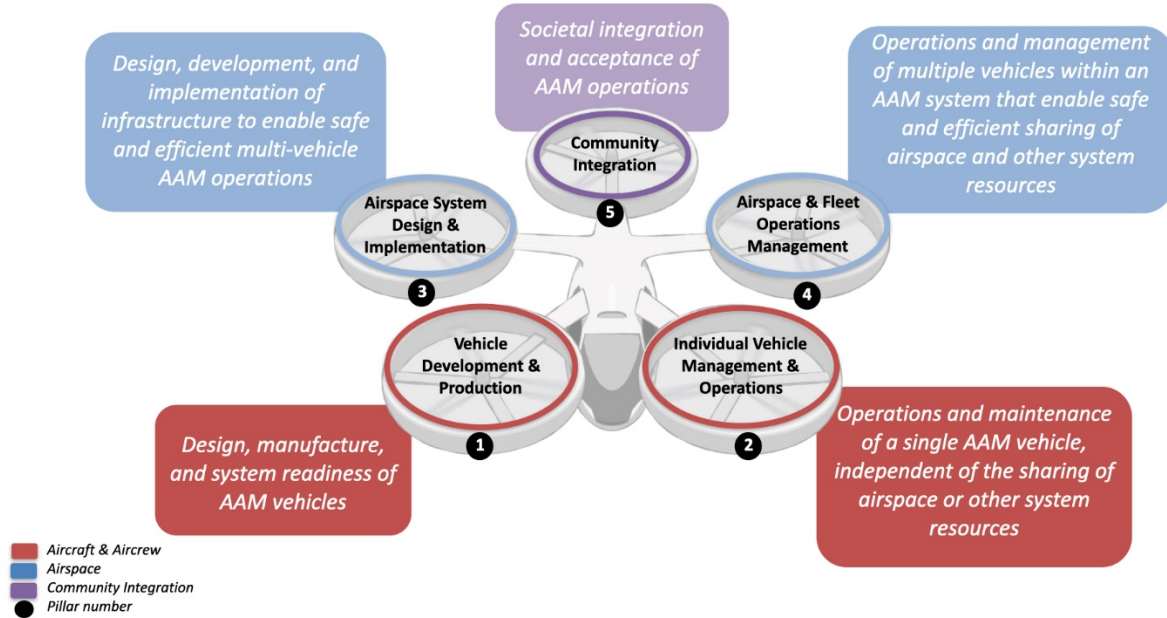 Societal integration
and acceptance of
AAM operations
Design, development, and
implementation of
infrastructure to enable safe
and efficient multi-vehicle
AAM operations
Operations and management
of multiple vehicles within an
AAM system that enable safe
and efficient sharing of
airspace and other system
resources
Community
Integration
5
Airspace System
Design &
Implementation
3
Airspace & Fleet
Operations
Management
4
Vehicle
Development &
Production
1
Individual Vehicle
Management &
Operations
2
Design, manufacture,
and system readiness of
AAM vehicles
Operations and maintenance
of a single AAM vehicle,
independent of the sharing of
airspace or other system
resources
Aircraft & Aircrew
Airspace
Community Integration
Pillar number